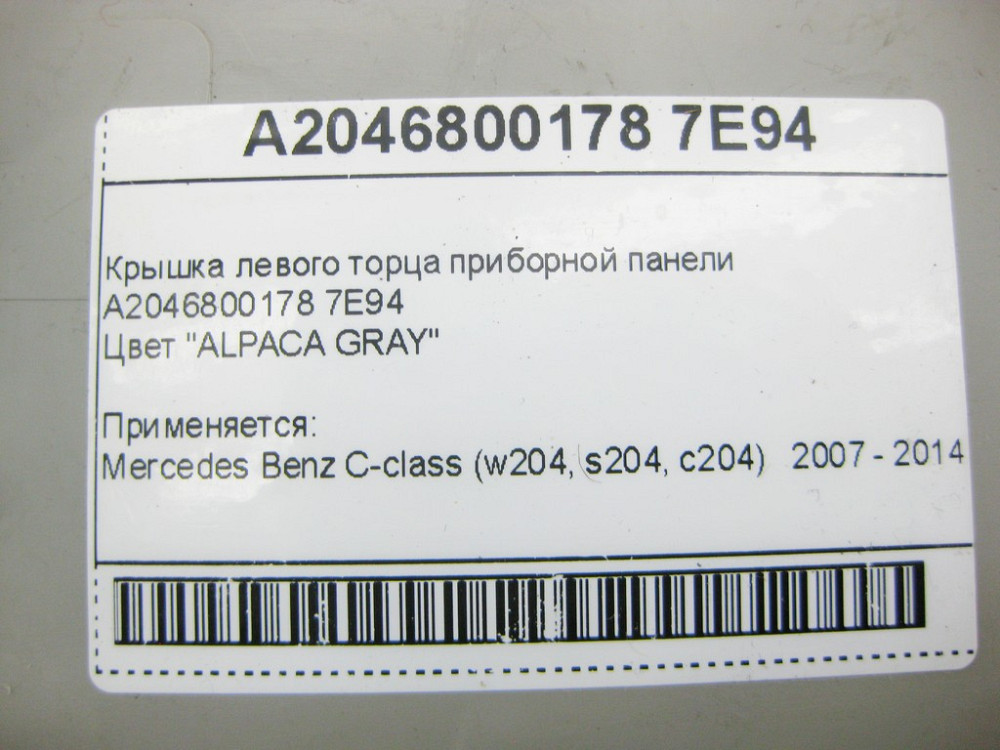 A2046800178 7E94
Крышка левого торца приборной панели
A2046800178 7E94
Цвет "ALPACA GRAY"
Применяется:
Mercedes Benz C-class (w204, s204, c204) 2007 - 2014